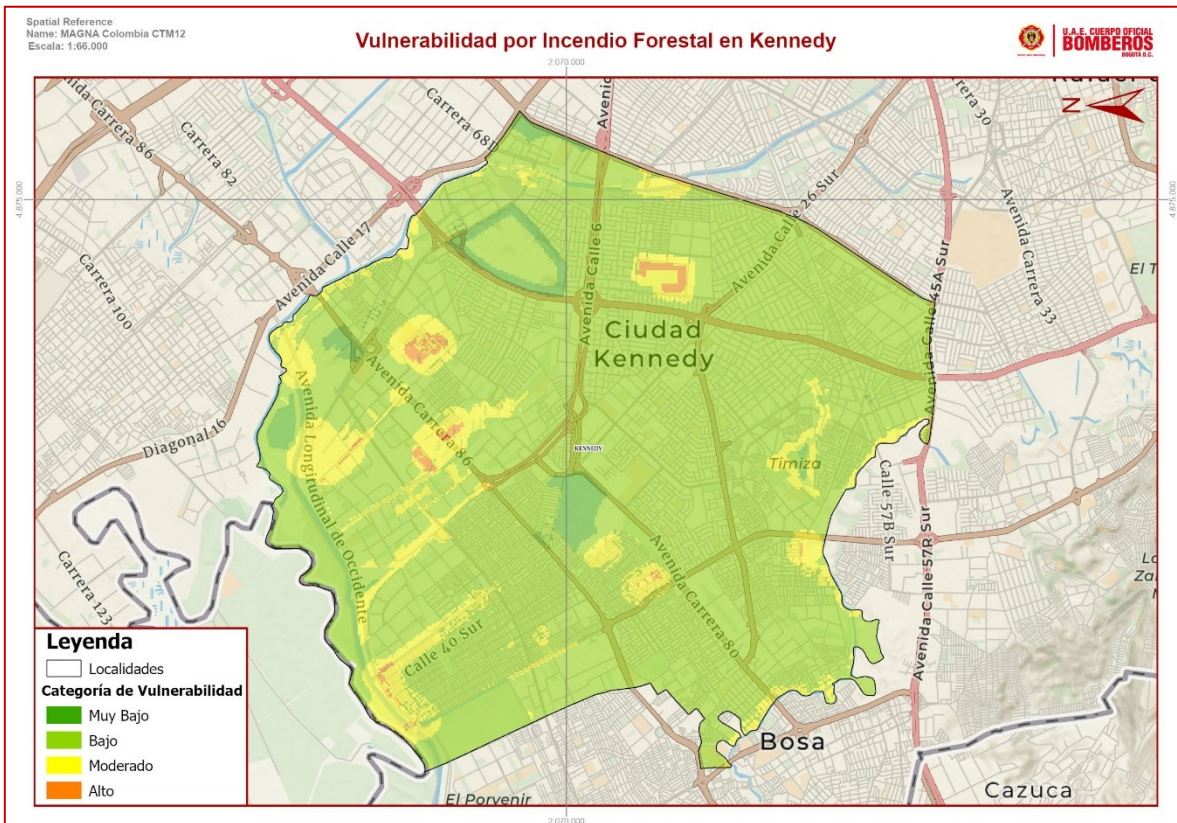 Spatial Reference
Name: MAGNA Colombia CTM12
Escala: 1:66.000
Vulnerabilidad por Incendio Forestal en Kennedy
U.A.E. CUERPO OFICIAL
BOMBEROS
BOGOTÁ D.C.
2.070.000
4.875.000
4.875.000
N
Avenida Carrera 86
Carrera 82
Carrera 68D
Carrera 100
Avenida Calle 17
Avenida Calle 6
Avenida Calle 26 Sur
Carrera 30
Avenida Carrera 33
El T
Avenida Calle 45A Sur
Ciudad
Kennedy
Avenida Carrera 86
Avenida Longitudinal de Occidente
Diagonal 16
KENNEDY
Timiza
Calle 57B Sur
Avenida Calle 57R Sur
Carrera 123
Calle 40 Sur
Avenida Carrera 80
Bosa
Cazuca
El Porvenir
Leyenda
Localidades
Categoría de Vulnerabilidad
Muy Bajo
Bajo
Moderado
Alto
2.070.000